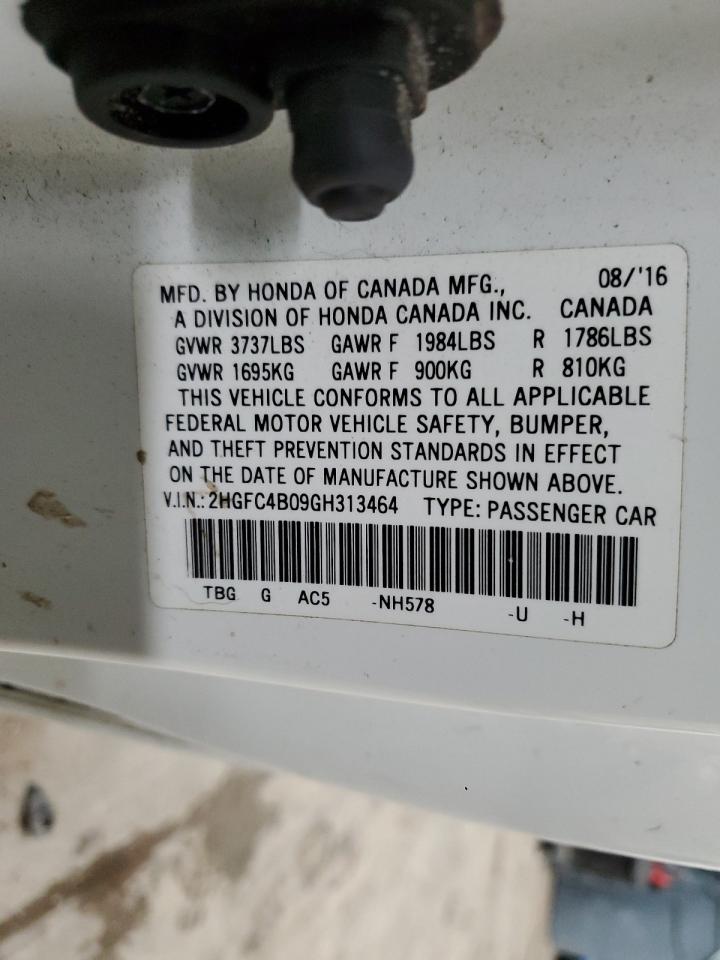 MFD. BY HONDA OF CANADA MFG., 08/'16
A DIVISION OF HONDA CANADA INC. CANADA
GVWR 3737LBS GAWR F 1984LBS R 1786LBS
GVWR 1695KG GAWR F 900KG R 810KG
THIS VEHICLE CONFORMS TO ALL APPLICABLE
FEDERAL MOTOR VEHICLE SAFETY, BUMPER,
AND THEFT PREVENTION STANDARDS IN EFFECT
ON THE DATE OF MANUFACTURE SHOWN ABOVE.
V.I.N.: 2HGFC4B09GH313464 TYPE: PASSENGER CAR
TBG G AC5 -NH578 -U -H